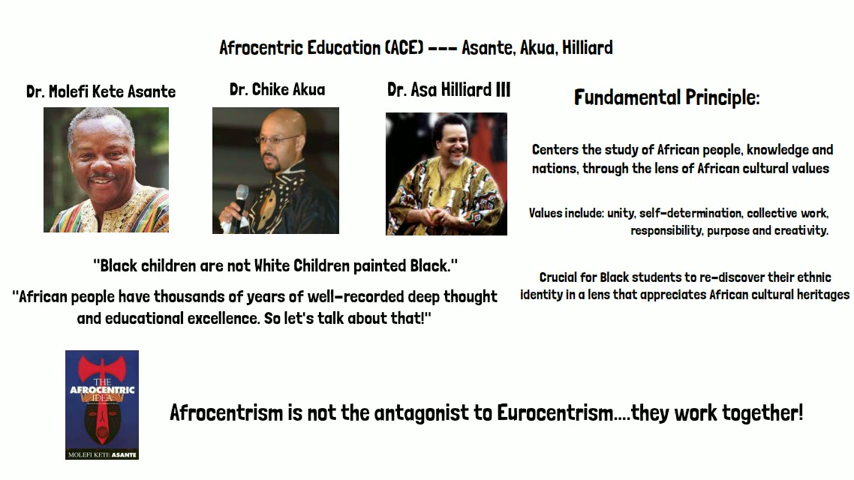 Afrocentric Education (ACE) --- Asante, Akua, Hilliard
Dr. Molefi Kete Asante
Dr. Chike Akua
Dr. Asa Hilliard III
"Black children are not White Children painted Black."
"African people have thousands of years of well-recorded deep thought
and educational excellence. So let's talk about that!"
Fundamental Principle:
Centers the study of African people, knowledge and
nations, through the lens of African cultural values
Values include: unity, self-determination, collective work,
responsibility, purpose and creativity.
Crucial for Black students to re-discover their ethnic
identity in a lens that appreciates African cultural heritages
THE
AFROCENTRIC
IDEA
MOLEFI KETE ASANTE
Afrocentrism is not the antagonist to Eurocentrism....they work together!